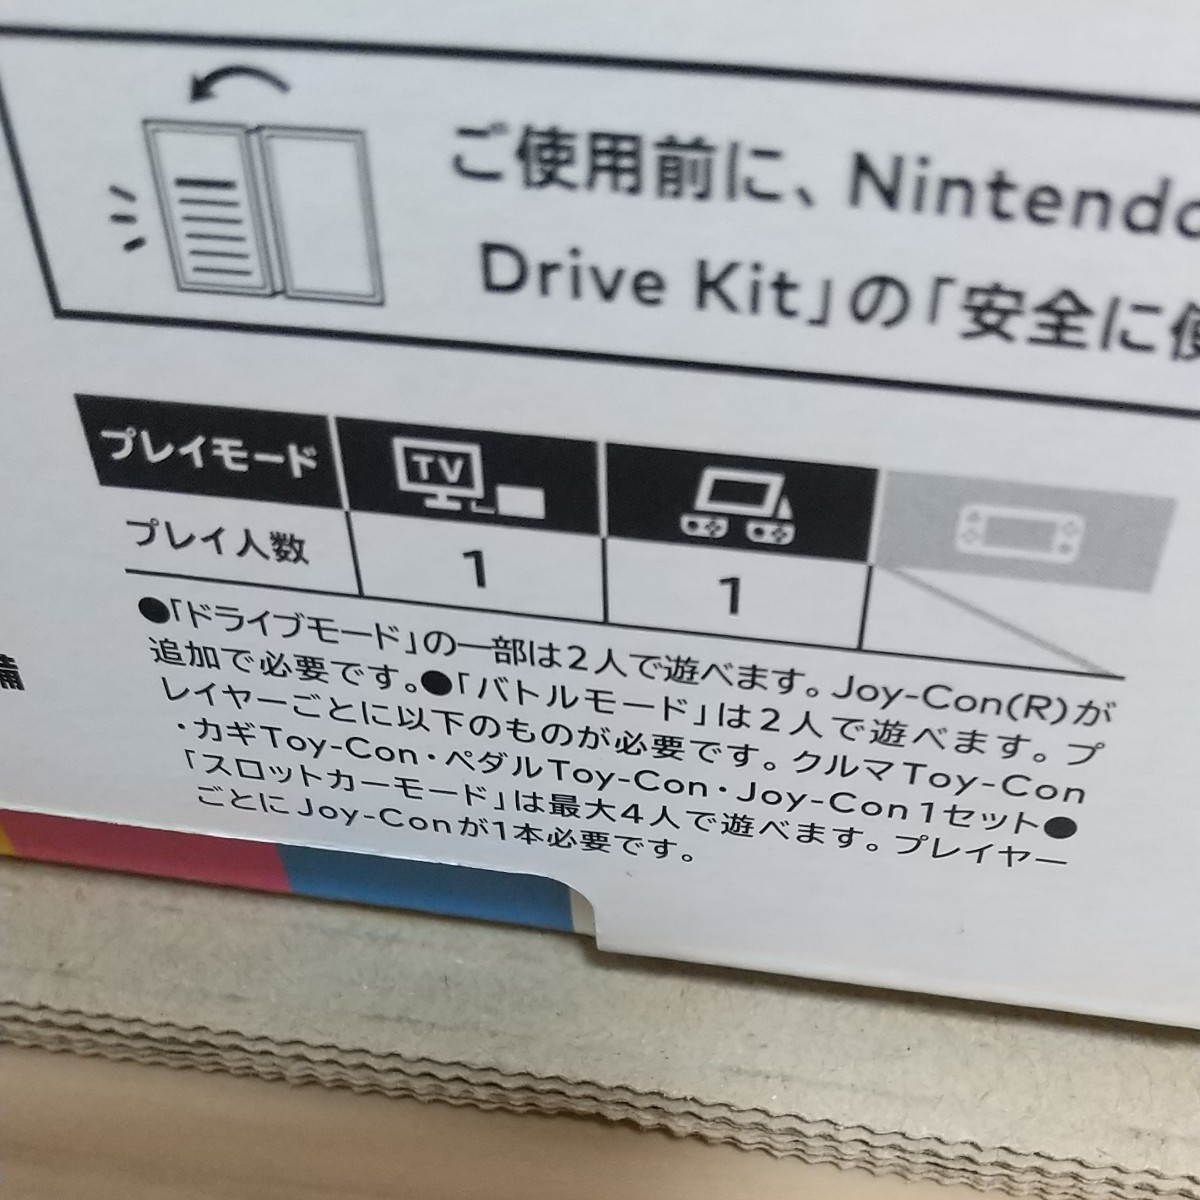 ご使用前に、Nintendo
Drive Kit」の「安全に使
プレイモード TV
プレイ人数 1 1
●「ドライブモード」の一部は2人で遊べます。Joy-Con(R)が
追加で必要です。●「バトルモード」は2人で遊べます。プ
レイヤーごとに以下のものが必要です。クルマToy-Con
・カギToy-Con・ペダルToy-Con・Joy-Con1セット●
「スロットカーモード」は最大4人で遊べます。プレイヤー
ごとにJoy-Conが1本必要です。
備